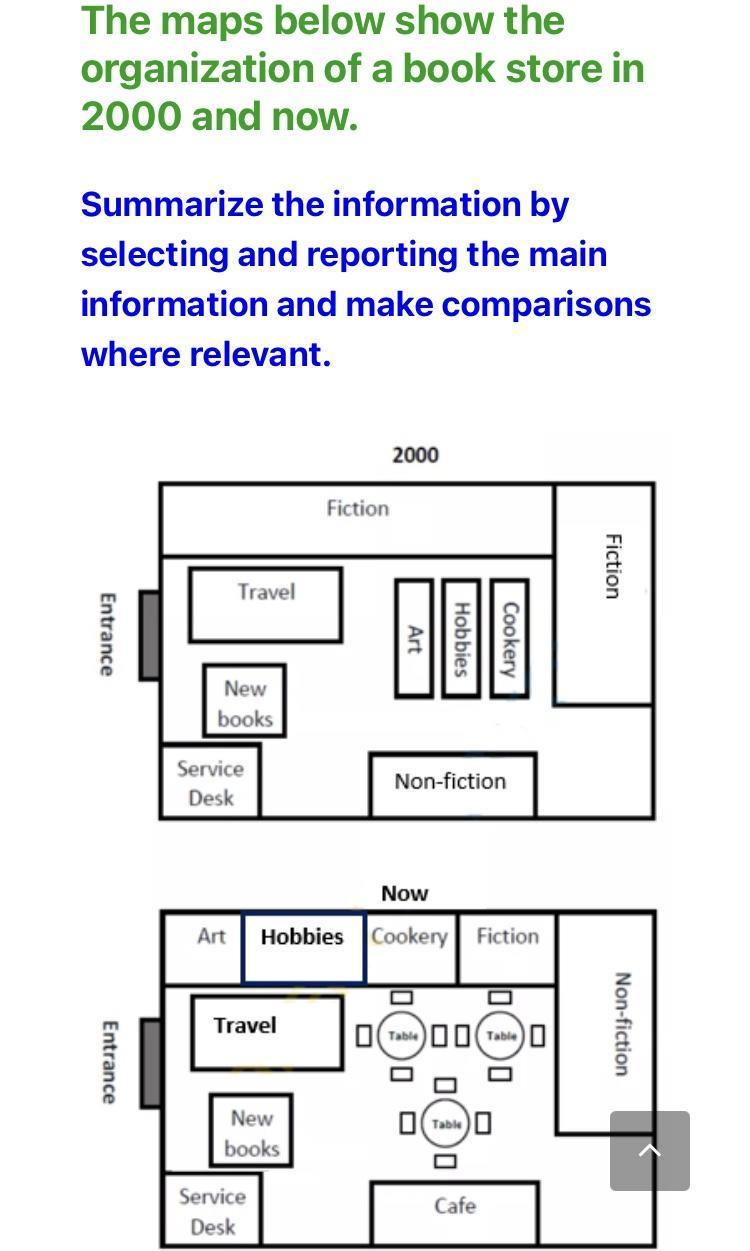 The maps below show the
organization of a book store in
2000 and now.
Summarize the information by
selecting and reporting the main
information and make comparisons
where relevant.
2000
Fiction
Fiction
Entrance
Travel
Art
Hobbies
Cookery
New
books
Service
Desk
Non-fiction
Now
Art
Hobbies
Cookery
Fiction
Non-fiction
Entrance
Travel
Table
Table
Table
New
books
Service
Desk
Cafe